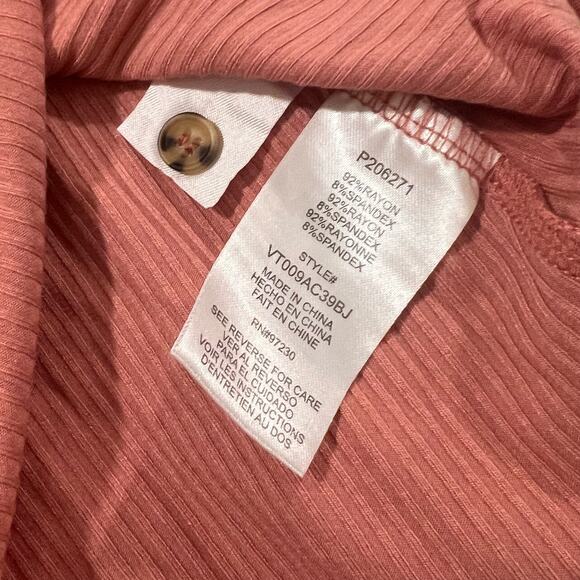 P206271
92%RAYON
8%SPANDEX
92%RAYON
8%SPANDEX
92%RAYONNE
8%SPANDEX
STYLE#
VT009AC39BJ
MADE IN CHINA
HECHO EN CHINA
FAIT EN CHINE
RN#97230
SEE REVERSE FOR CARE
VER AL REVERSO
PARA EL CUIDADO
VOIR LES INSTRUCTIONS
D'ENTRETIEN AU DOS